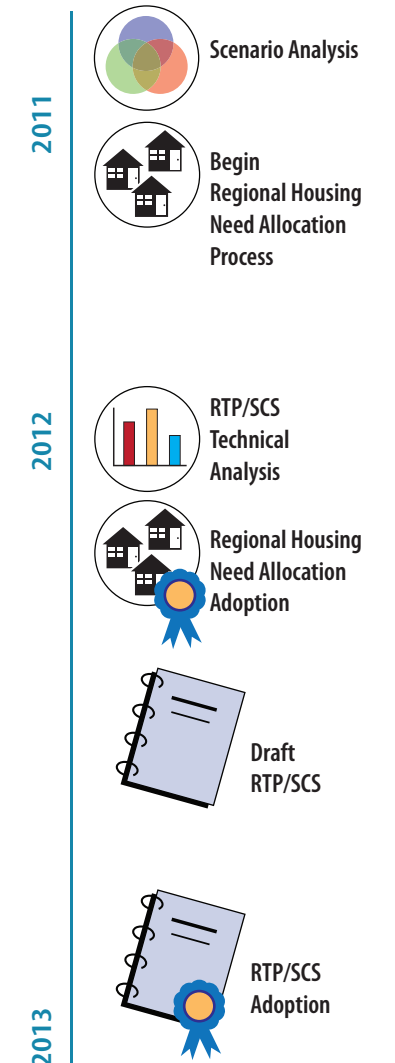 2011
Scenario Analysis
Begin
Regional Housing
Need Allocation
Process
2012
RTP/SCS
Technical
Analysis
Regional Housing
Need Allocation
Adoption
Draft
RTP/SCS
RTP/SCS
Adoption
2013